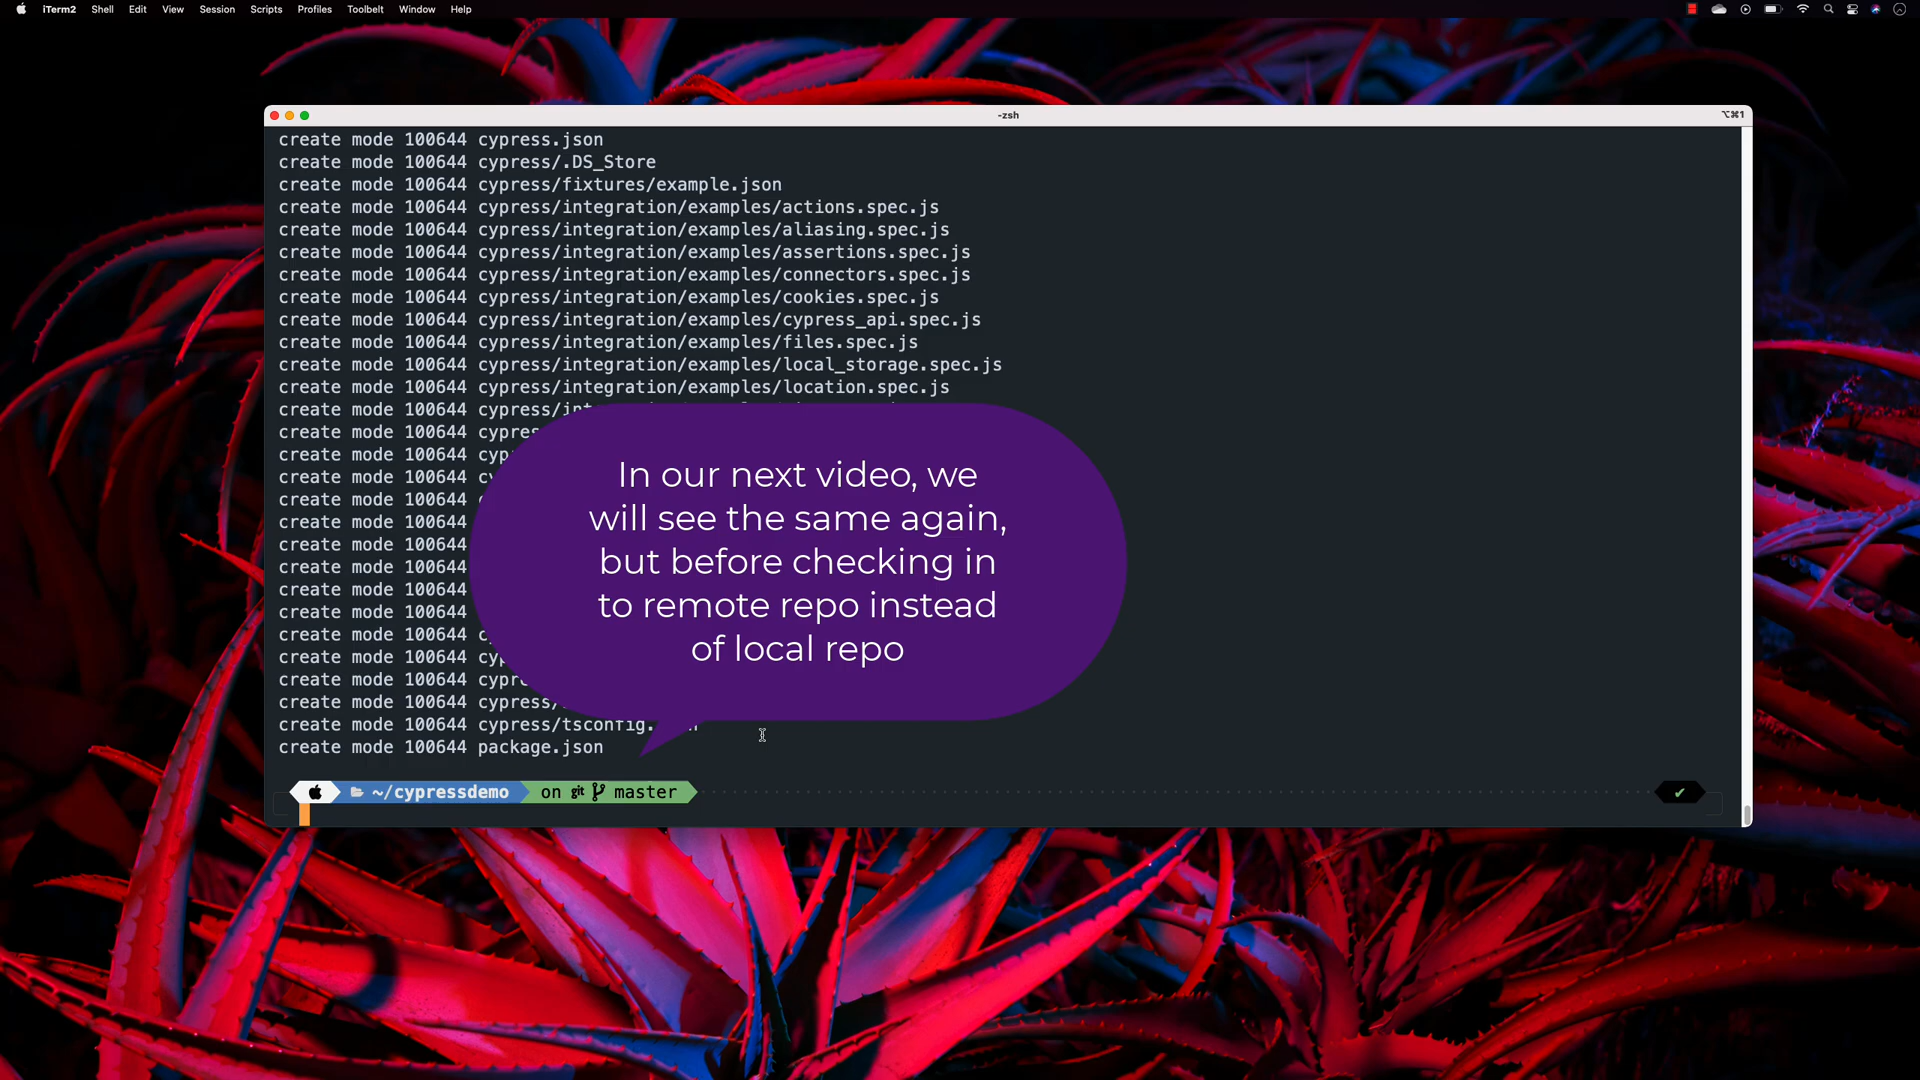 iTerm2 Shell Edit View Session Scripts Profiles Toolbelt Window Help
-zsh
⌥⌘1
create mode 100644 cypress.json
create mode 100644 cypress/.DS_Store
create mode 100644 cypress/fixtures/example.json
create mode 100644 cypress/integration/examples/actions.spec.js
create mode 100644 cypress/integration/examples/aliasing.spec.js
create mode 100644 cypress/integration/examples/assertions.spec.js
create mode 100644 cypress/integration/examples/connectors.spec.js
create mode 100644 cypress/integration/examples/cookies.spec.js
create mode 100644 cypress/integration/examples/cypress_api.spec.js
create mode 100644 cypress/integration/examples/files.spec.js
create mode 100644 cypress/integration/examples/local_storage.spec.js
create mode 100644 cypress/integration/examples/location.spec.js
create mode 100644
create mode 100644
create mode 100644
create mode 100644
create mode 100644
create mode 100644
create mode 100644
create mode 100644
create mode 100644
create mode 100644
create mode 100644
create mode 100644
create mode 100644
create mode 100644 cypress/
create mode 100644 cypress/tsconfig.
create mode 100644 package.json
In our next video, we
will see the same again,
but before checking in
to remote repo instead
of local repo
~/cypressdemo on git master ✔